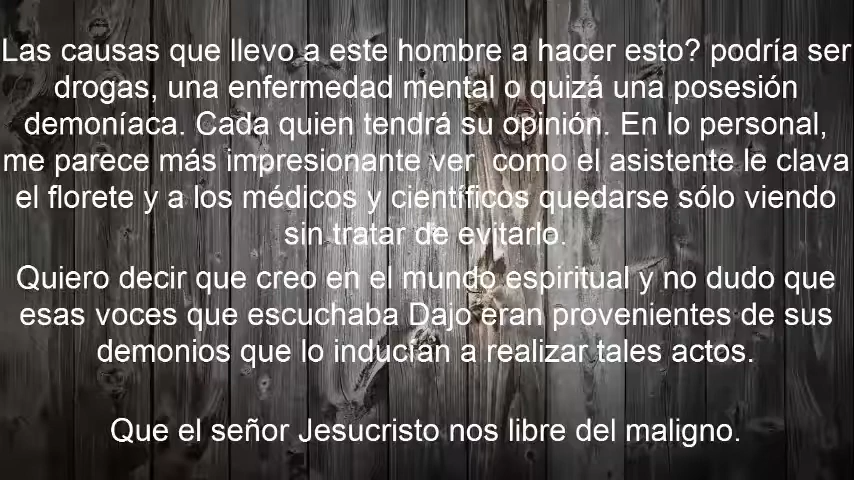 Las causas que llevo a este hombre a hacer esto? podría ser
drogas, una enfermedad mental o quizá una posesión
demoníaca. Cada quien tendrá su opinión. En lo personal,
me parece más impresionante ver  como el asistente le clava
el florete y a los médicos y científicos quedarse sólo viendo
sin tratar de evitarlo.
Quiero decir que creo en el mundo espiritual y no dudo que
esas voces que escuchaba Dajo eran provenientes de sus
demonios que lo inducían a realizar tales actos.
Que el señor Jesucristo nos libre del maligno.